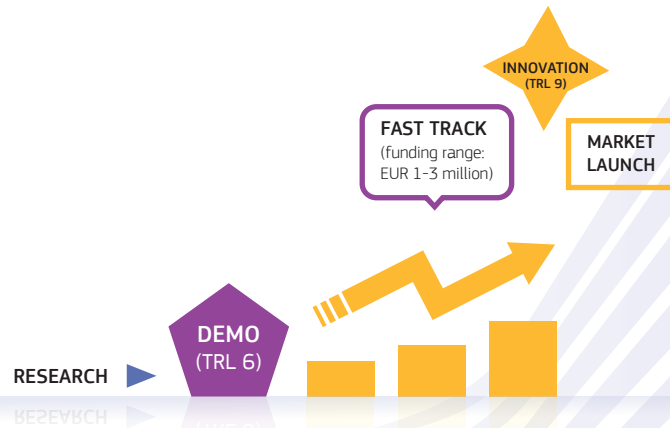 INNOVATION
(TRL 9)
FAST TRACK
(funding range:
EUR 1-3 million)
MARKET
LAUNCH
DEMO
(TRL 6)
RESEARCH